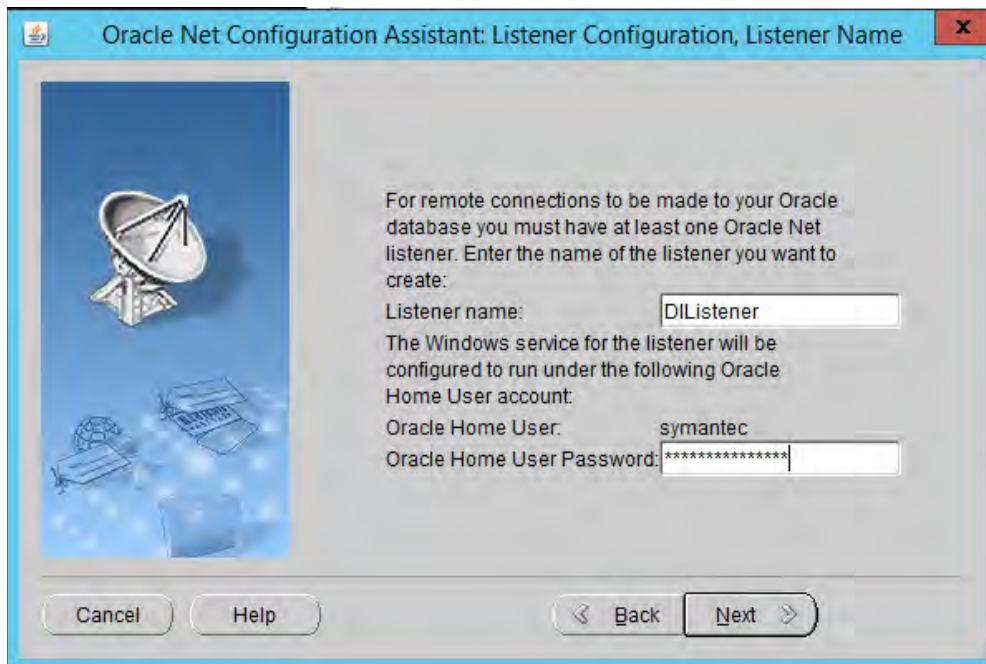 Oracle Net Configuration Assistant: Listener Configuration, Listener Name
x
For remote connections to be made to your Oracle
database you must have at least one Oracle Net
listener. Enter the name of the listener you want to
create:
Listener name: DIListener
The Windows service for the listener will be
configured to run under the following Oracle
Home User account:
Oracle Home User: symantec
Oracle Home User Password: ***************
Cancel Help Back Next